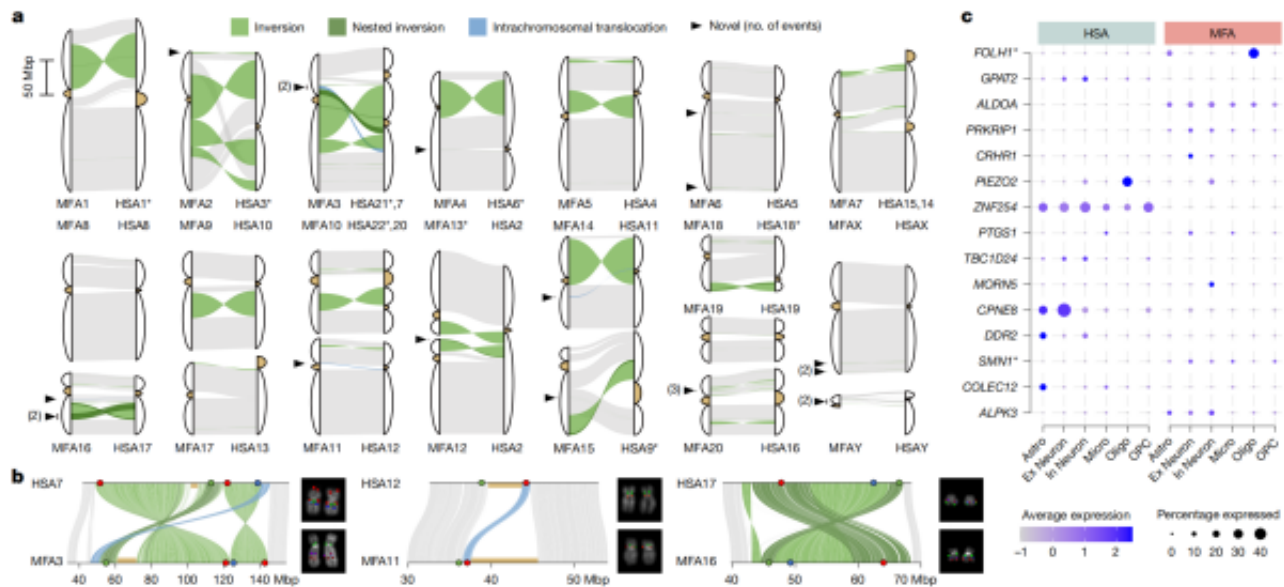 a
Inversion Nested inversion Intrachromosomal translocation Novel (no. of events)
50 Mbp
(2)
MFA1 HSA1* MFA2 HSA3* MFA3 HSA21*,7 MFA4 HSA6* MFA5 HSA4 MFA6 HSA5 MFA7 HSA15,14
MFA8 HSA8 MFA9 HSA10 MFA10 HSA22*,20 MFA13* HSA2 MFA14 HSA11 MFA18 HSA18* MFAX HSAX
MFA19 HSA19
(2) (3) (2)
(2)
MFA16 HSA17 MFA17 HSA13 MFA11 HSA12 MFA12 HSA2 MFA15 HSA9* MFA20 HSA16 MFAY HSAY
b
HSA7
MFA3
40 60 80 100 120 140 Mbp
HSA12
MFA11
30 40 50 Mbp
HSA17
MFA16
40 50 60 70 Mbp
c
HSA MFA
FOLH1*
GPAT2
ALDOA
PRKRIP1
CRHR1
PIEZO2
ZNF254
PTGS1
TBC1D24
MORN5
CPNE8
DDR2
SMN1*
COLEC12
ALPK3
Astro Ex Neuron In Neuron Micro Oligo OPC Astro Ex Neuron In Neuron Micro Oligo OPC
Average expression
−1 0 1 2
Percentage expressed
0 10 20 30 40